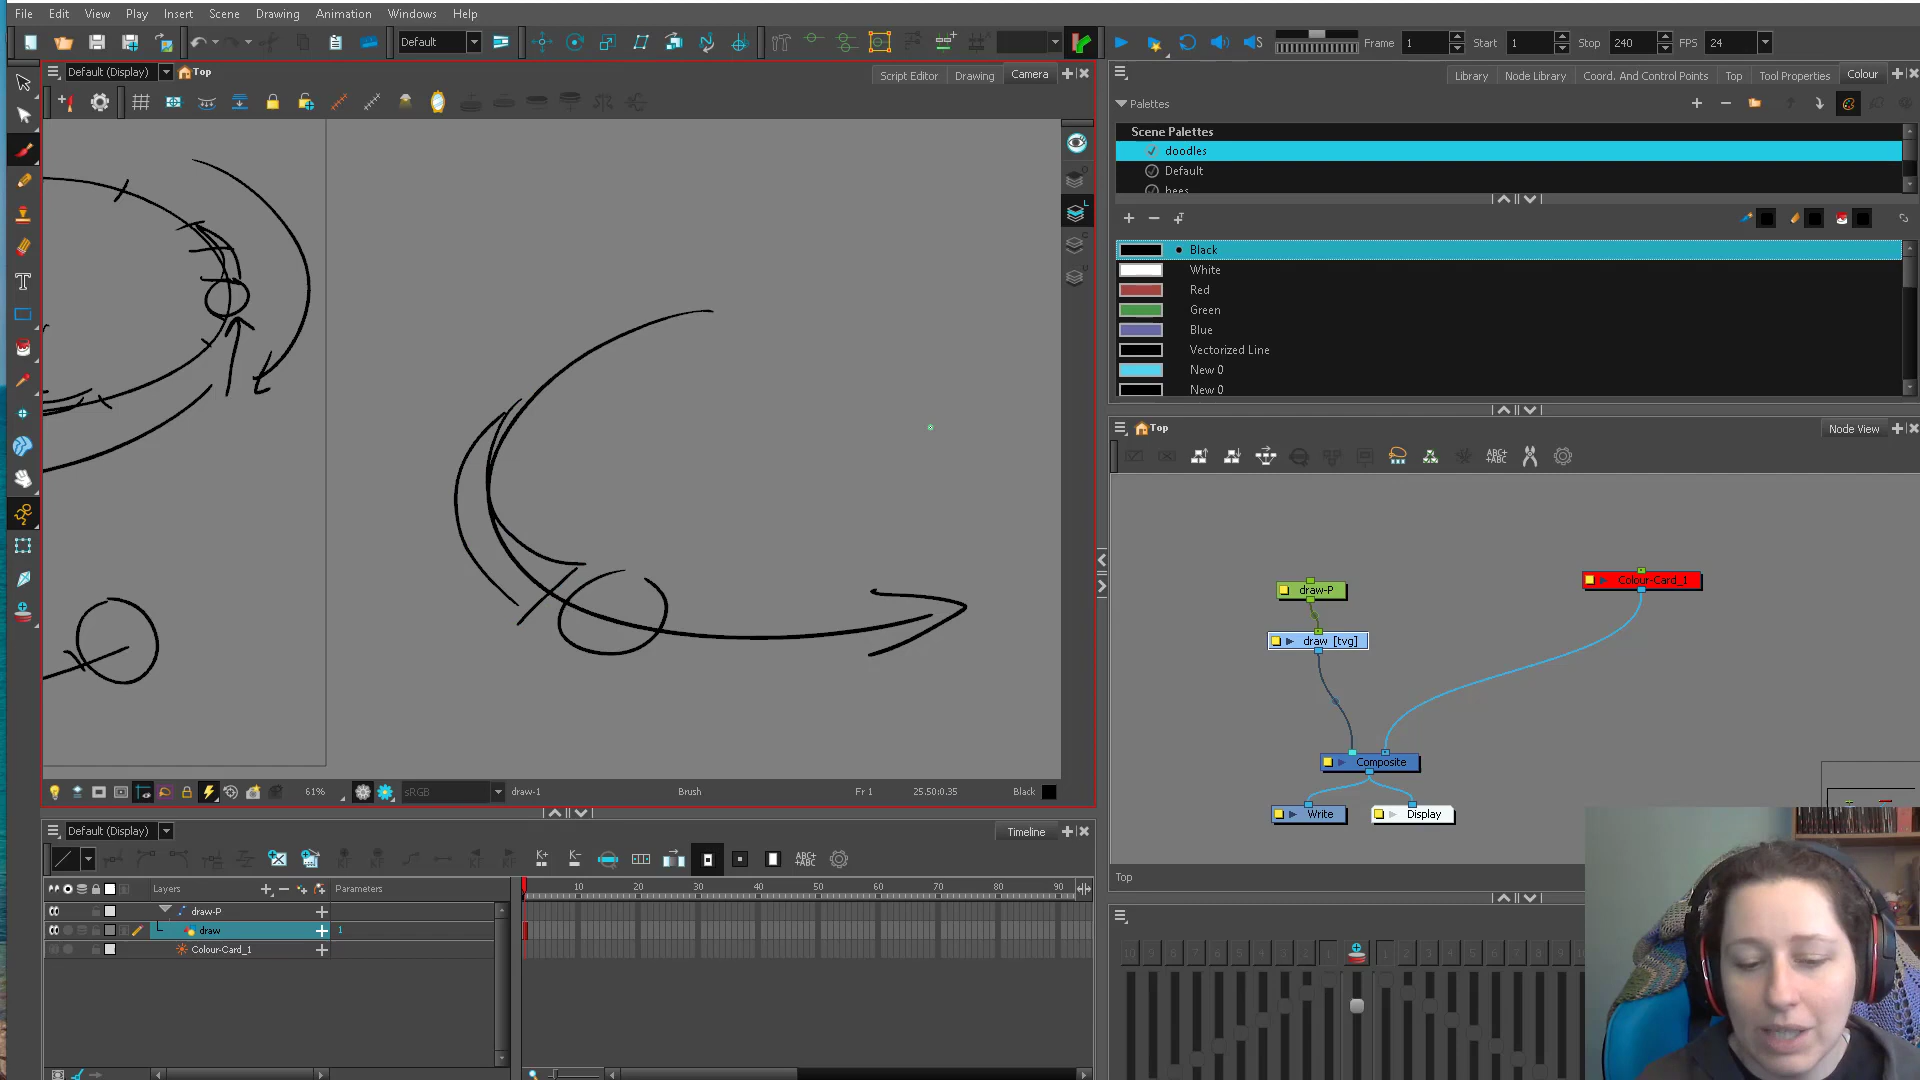 File Edit View Play Insert Scene Drawing Animation Windows Help
Default Frame 1 Start 1 Stop 240 FPS 24
Default (Display) Top Script Editor Drawing Camera
Library Node Library Coord. And Control Points Top Tool Properties Colour
Palettes
Scene Palettes
doodles
Default
bees
Black
White
Red
Green
Blue
Vectorized Line
New 0
New 0
Top Node View
ABC+ ABC
draw-P
Colour-Card_1
draw [tvg]
Composite
Write Display
Top
61% sRGB draw-1 Brush Fr 1 25.50:0.35 Black
Default (Display) Timeline
Layers Parameters 10 20 30 40 50 60 70 80 90
draw-P
draw 1
Colour-Card_1